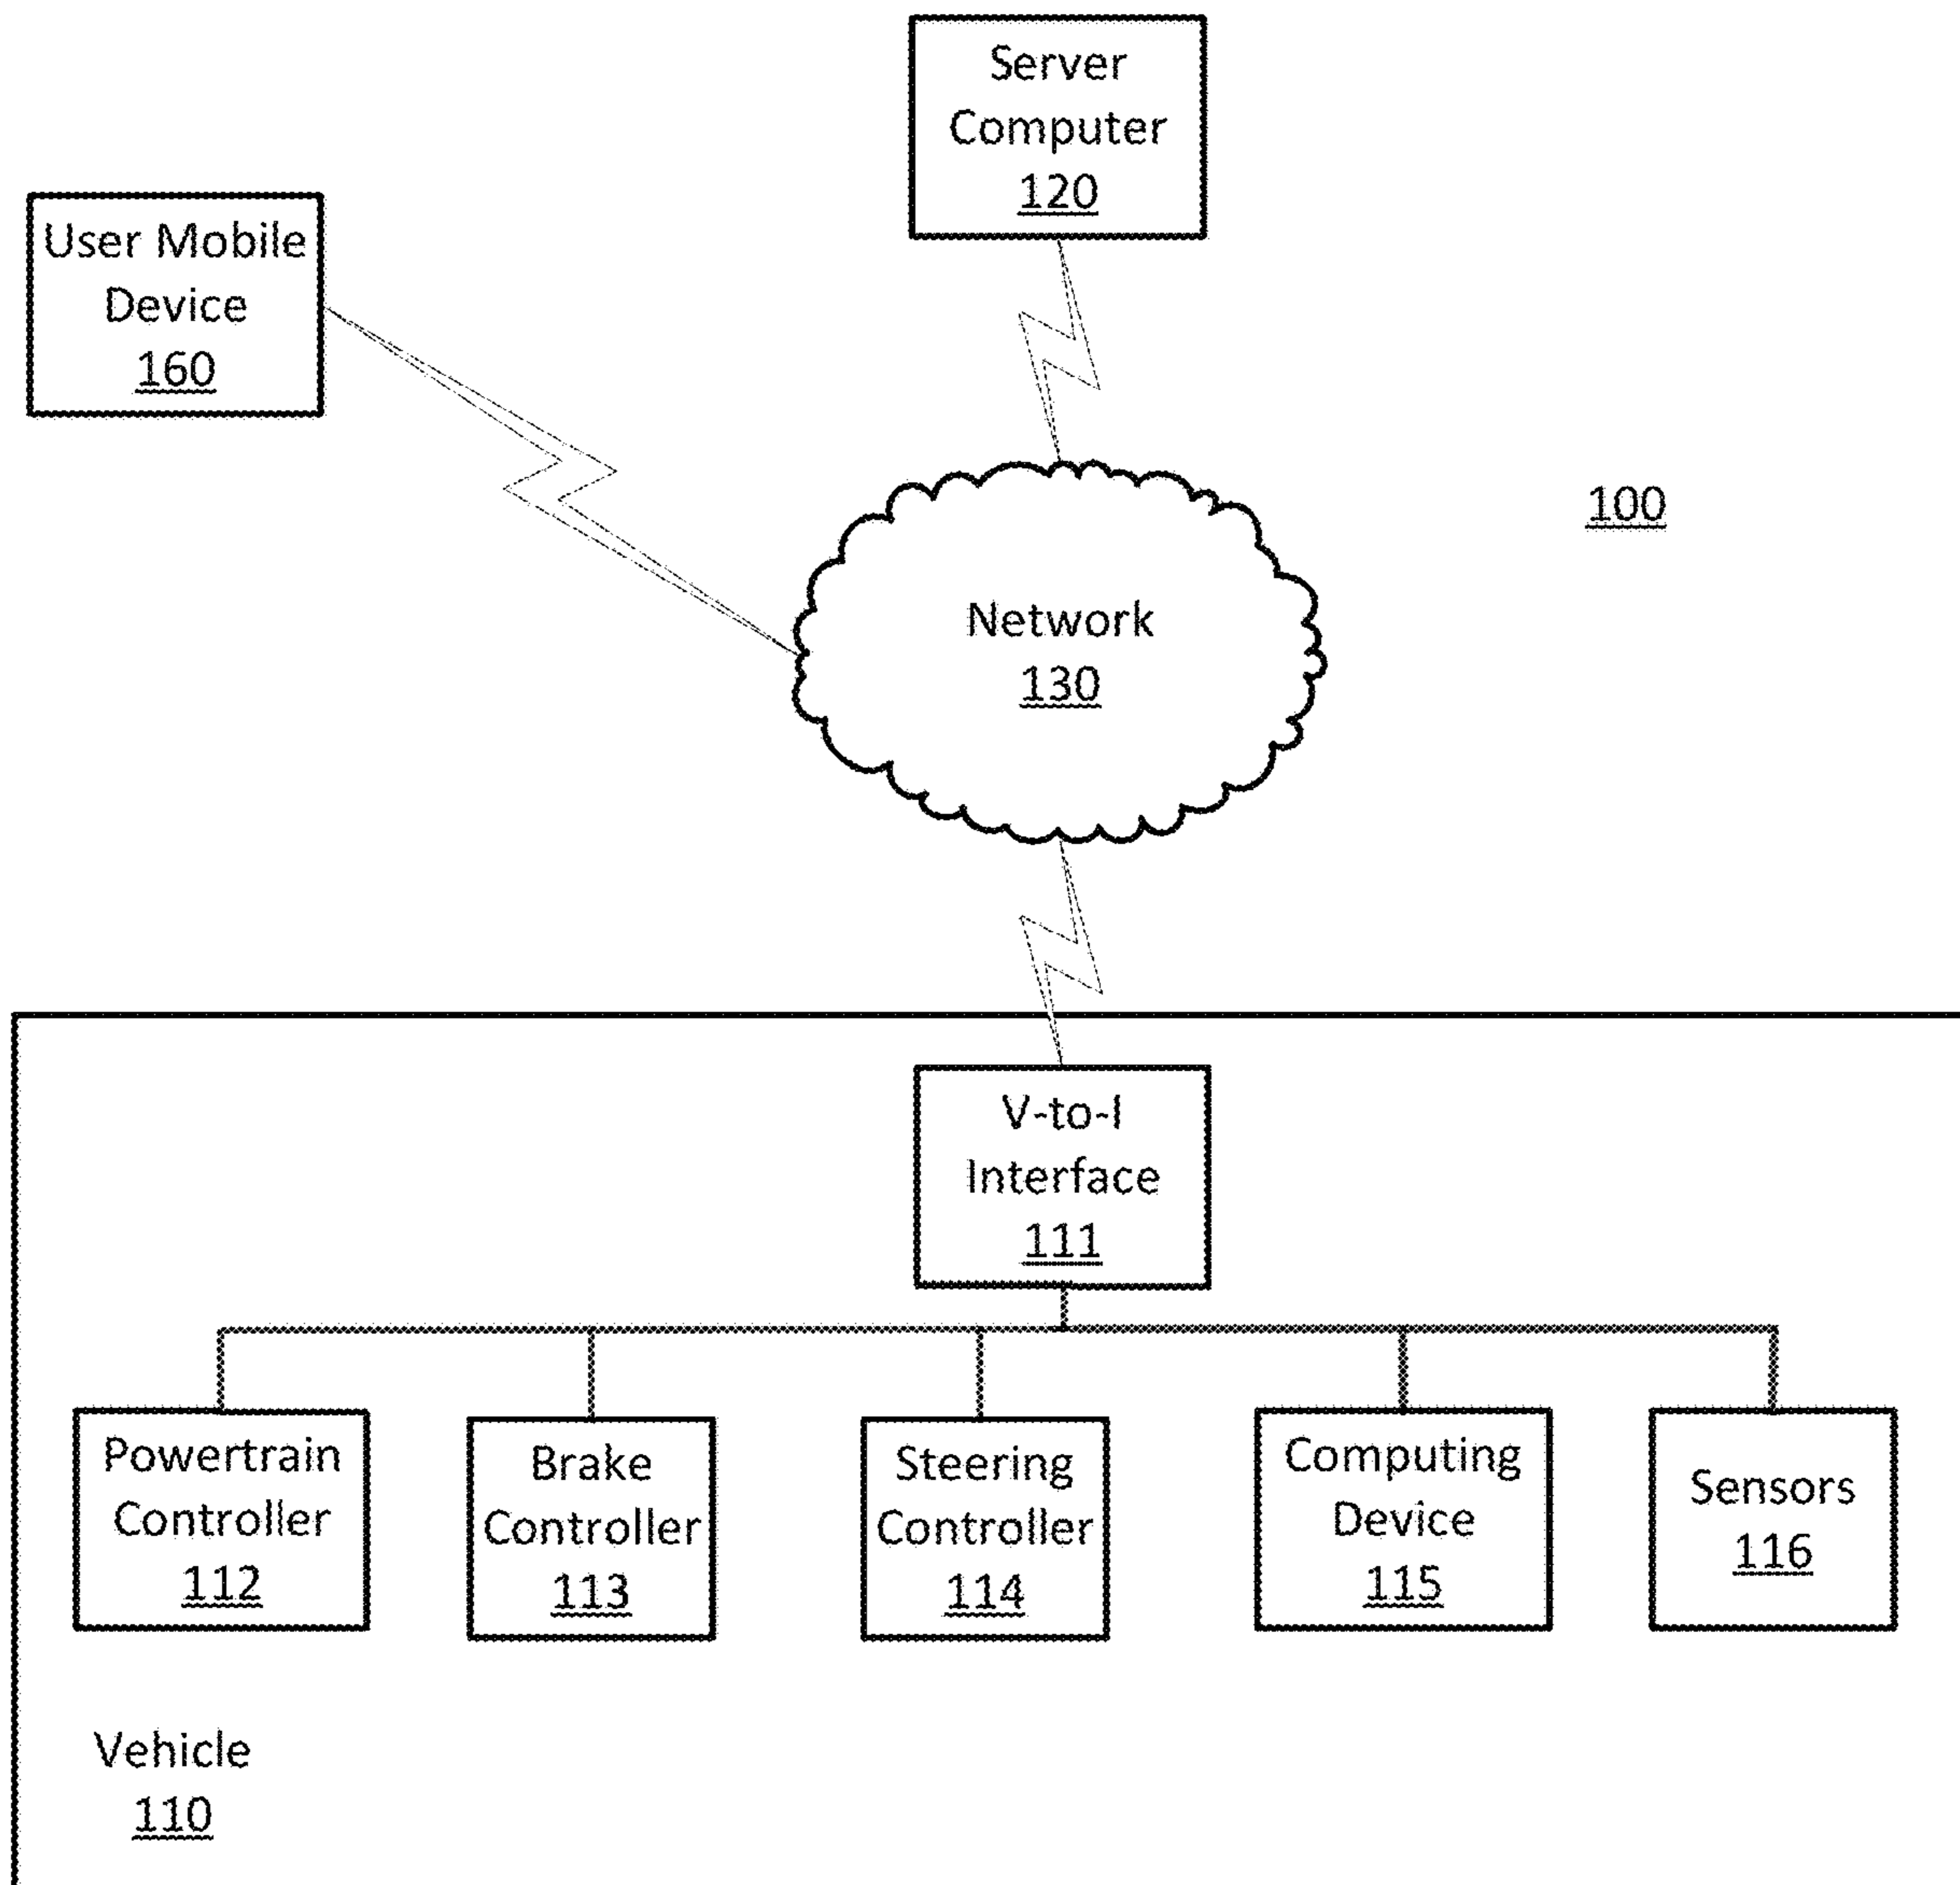 Server
Computer
120
User Mobile
Device
160
100
Network
130
V-to-I
Interface
111
Powertrain
Controller
112
Brake
Controller
113
Steering
Controller
114
Computing
Device
115
Sensors
116
Vehicle
110